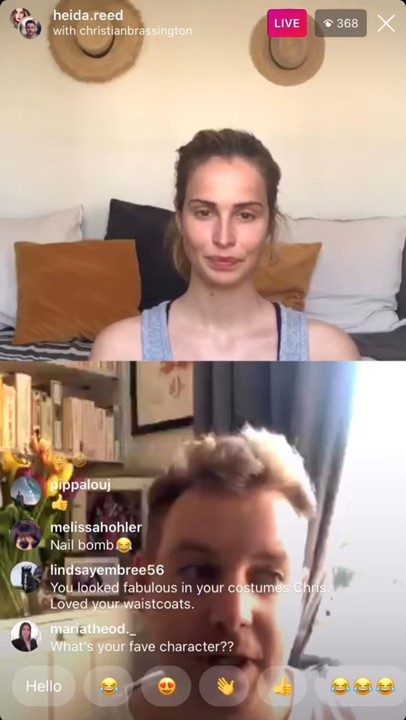 heida.reed
with christianbrassington
LIVE
368
pippalouj
👍
melissahohler
Nail bomb😂
lindsayembree56
You looked fabulous in your costumes Chris.
Loved your waistcoats.
mariatheod._
What's your fave character??
Hello
😂
😍
👋
👍
😂😂😂